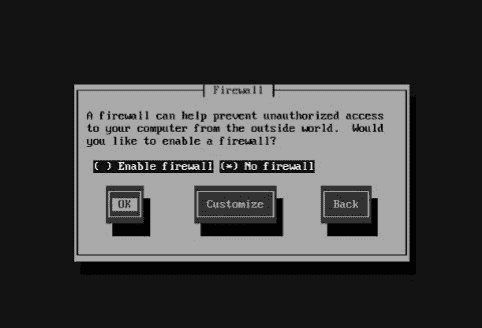 Firewall
A firewall can help prevent unauthorized access
to your computer from the outside world.  Would
you like to enable a firewall?
( ) Enable firewall (*) No firewall
OK Customize Back